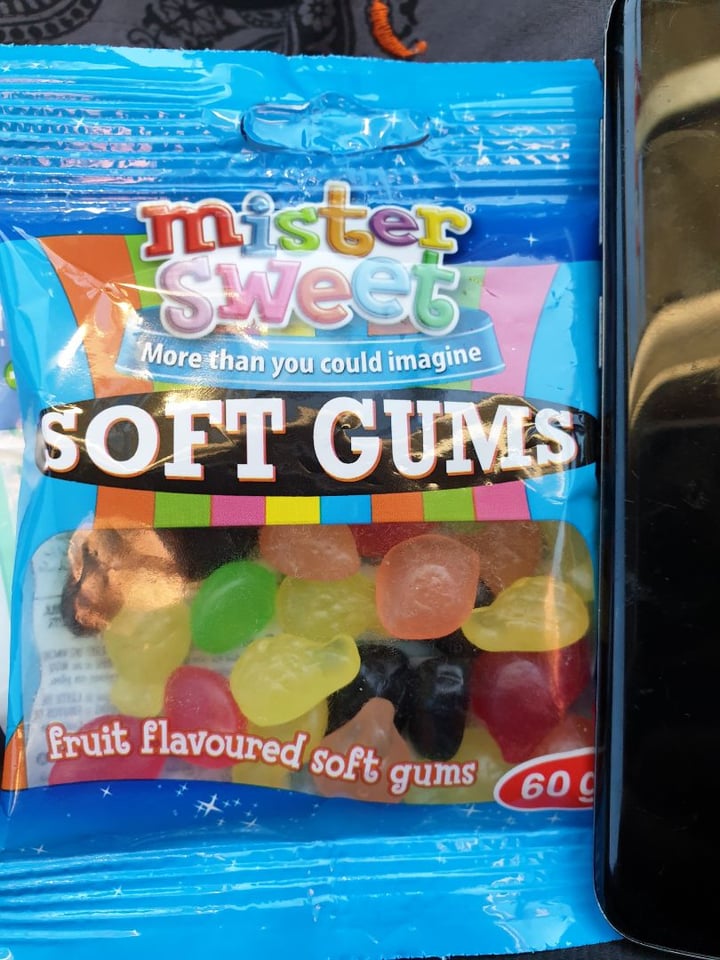 mister
sweet®
More than you could imagine
SOFT GUMS
fruit flavoured soft gums
60 g